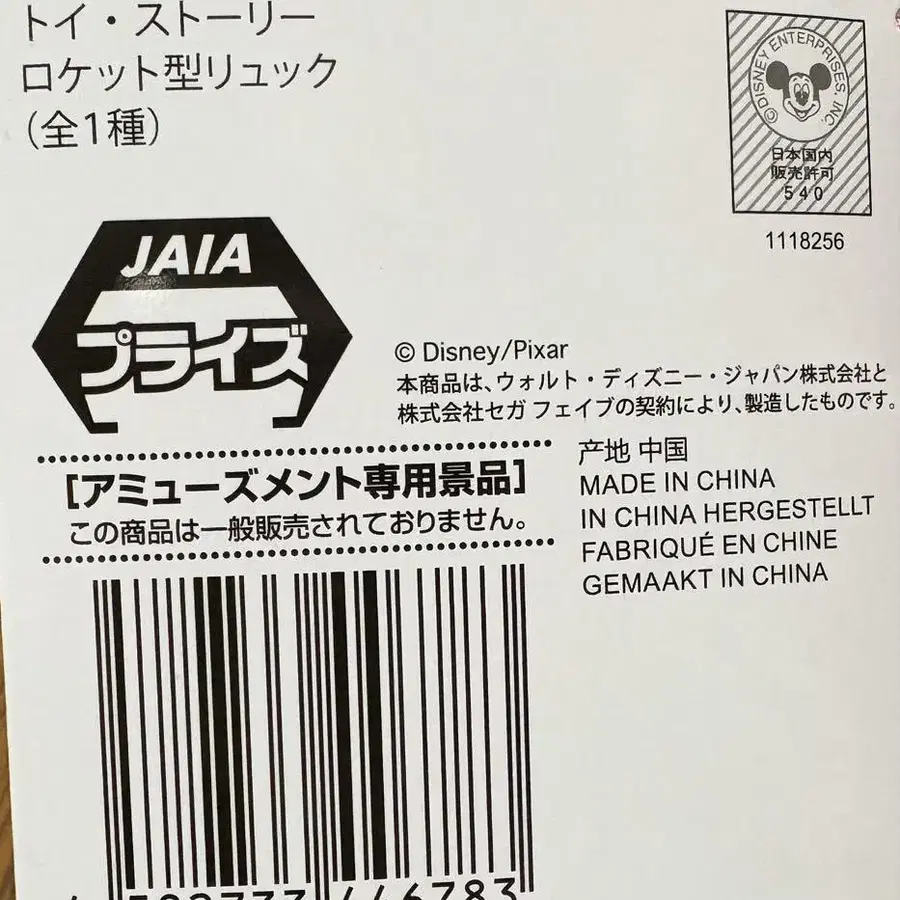 トイ・ストーリー
ロケット型リュック
(全1種)
©DISNEY ENTERPRISES, INC.
日本国内
販売許可
540
1118256
JAIA
プライズ
© Disney/Pixar
本商品は、ウォルト・ディズニー・ジャパン株式会社と
株式会社セガ フェイブの契約により、製造したものです。
[アミューズメント専用景品]
この商品は一般販売されておりません。
产地 中国
MADE IN CHINA
IN CHINA HERGESTELLT
FABRIQUÉ EN CHINE
GEMAAKT IN CHINA